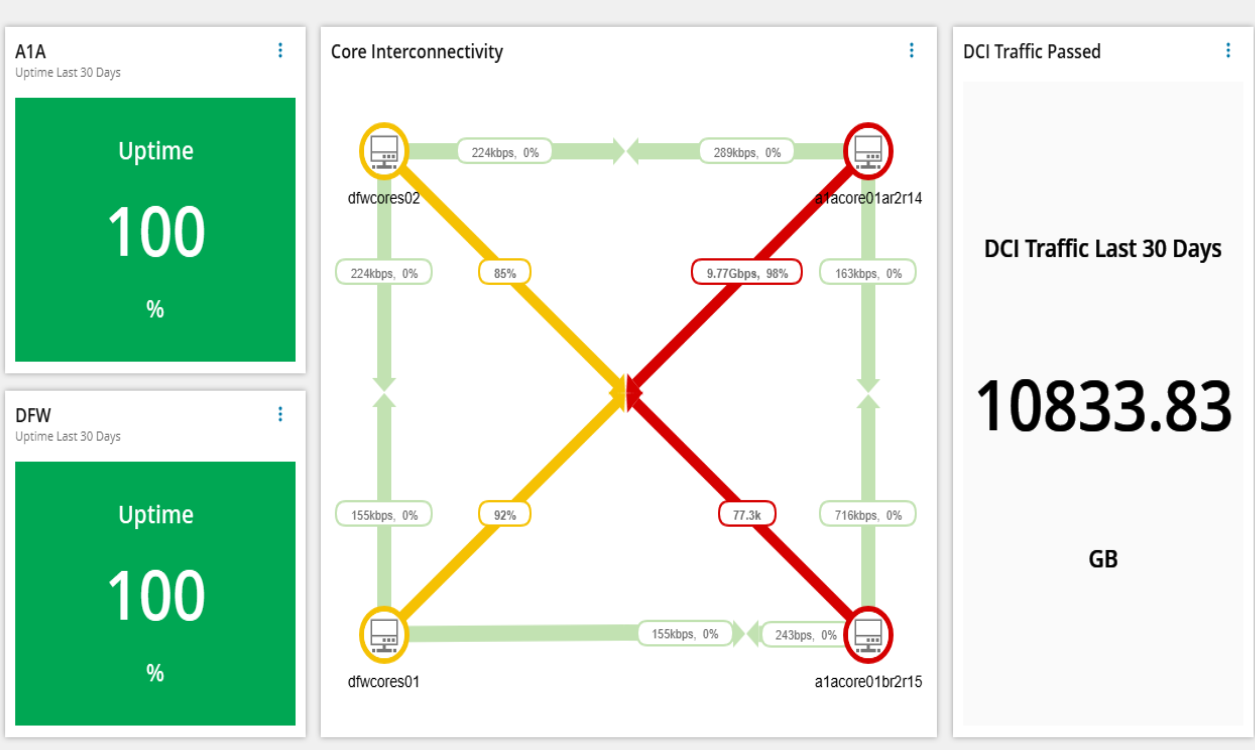 A1A
Uptime Last 30 Days
Uptime
100
%
DFW
Uptime Last 30 Days
Uptime
100
%
Core Interconnectivity
224kbps, 0%
289kbps, 0%
dfwcores02
a1acore01ar2r14
224kbps, 0%
85%
9.77Gbps, 98%
163kbps, 0%
155kbps, 0%
92%
77.3k
716kbps, 0%
155kbps, 0%
243bps, 0%
dfwcores01
a1acore01br2r15
DCI Traffic Passed
DCI Traffic Last 30 Days
10833.83
GB